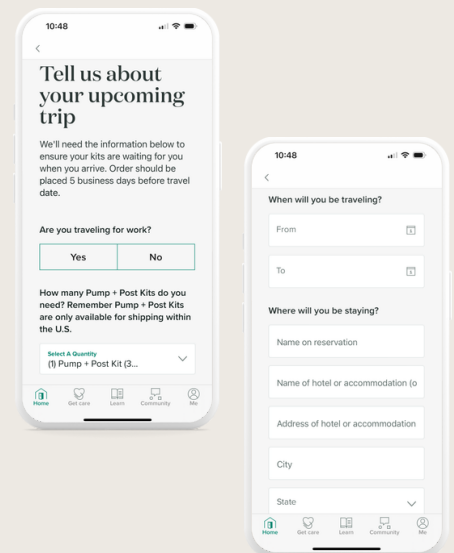 10:48
Tell us about
your upcoming
trip
We'll need the information below to
ensure your kits are waiting for you
when you arrive. Order should be
placed 5 business days before travel
date.
Are you traveling for work?
Yes No
How many Pump + Post Kits do you
need? Remember Pump + Post Kits
are only available for shipping within
the U.S.
Select A Quantity
(1) Pump + Post Kit (3...
Home Get care Learn Community Me
10:48
When will you be traveling?
From
To
Where will you be staying?
Name on reservation
Name of hotel or accommodation (o
Address of hotel or accommodation
City
State
Home Get care Learn Community Me